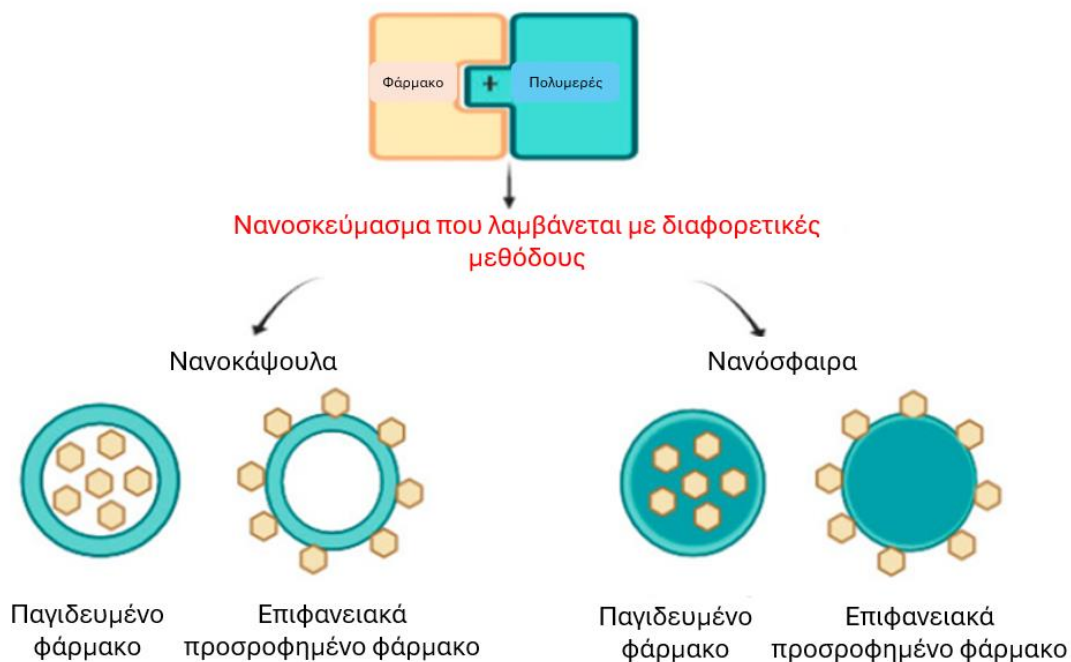 Φάρμακο + Πολυμερές
Νανοσκεύασμα που λαμβάνεται με διαφορετικές
μεθόδους
Νανοκάψουλα
Νανόσφαιρα
Παγιδευμένο
φάρμακο
Επιφανειακά
προσροφημένο φάρμακο
Παγιδευμένο
φάρμακο
Επιφανειακά
προσροφημένο φάρμακο